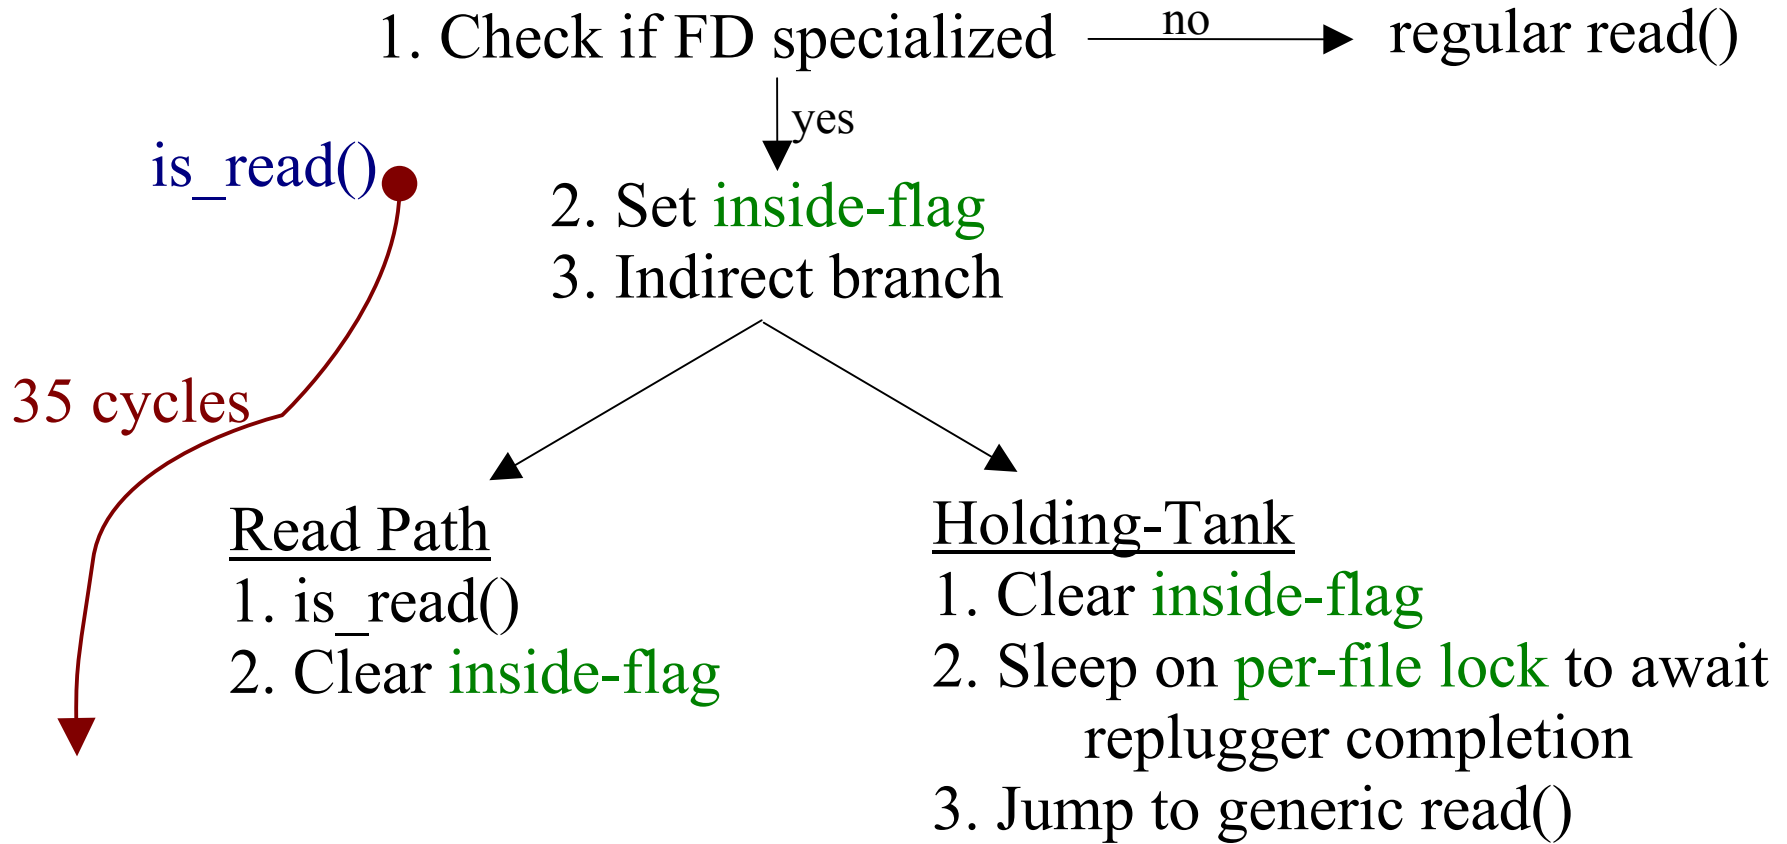 1. Check if FD specialized
no
regular read()
yes
is_read()
2. Set inside-flag
3. Indirect branch
35 cycles
Read Path
1. is_read()
2. Clear inside-flag
Holding-Tank
1. Clear inside-flag
2. Sleep on per-file lock to await
replugger completion
3. Jump to generic read()